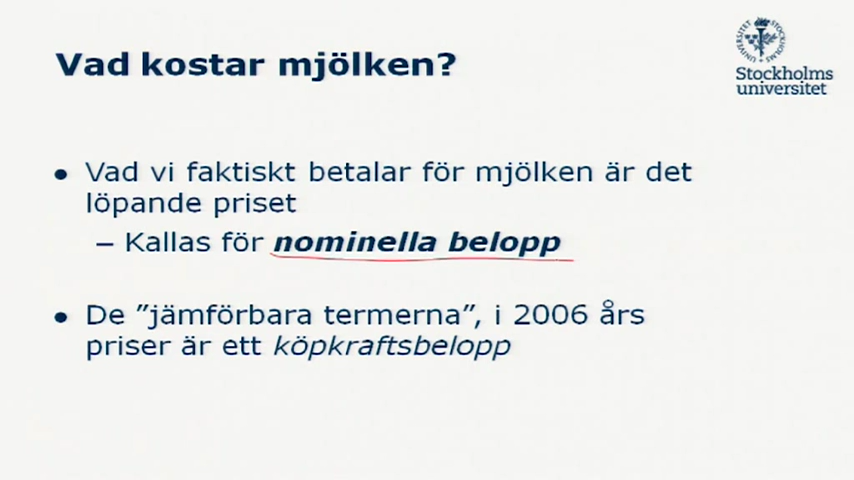 Vad kostar mjölken?
Stockholms
universitet
• Vad vi faktiskt betalar för mjölken är det
löpande priset
– Kallas för nominella belopp
• De ”jämförbara termerna”, i 2006 års
priser är ett köpkraftsbelopp